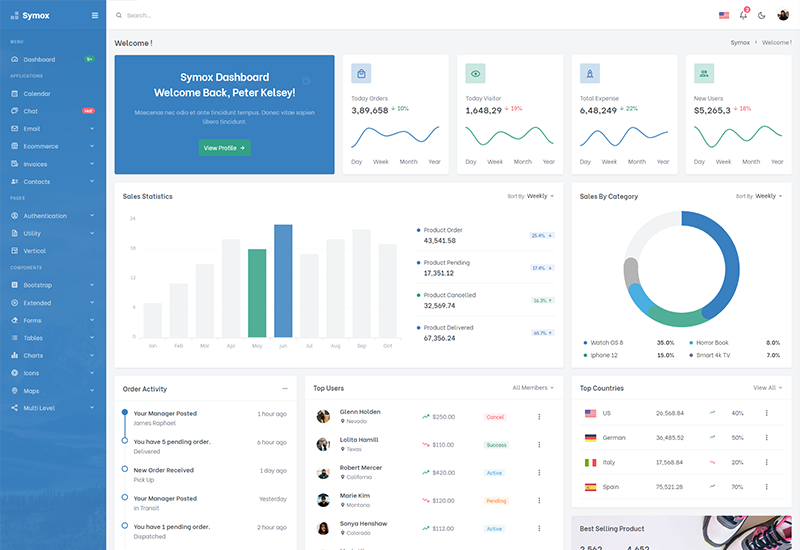 Symox
Search...
3
MENU
Dashboard
5+
APPLICATIONS
Calendar
Chat
Hot
Email
Ecommerce
Invoices
Contacts
PAGES
Authentication
Utility
Vertical
COMPONENTS
Bootstrap
Extended
Forms
Tables
Charts
Icons
Maps
Multi Level
Welcome !
Symox > Welcome !
Symox Dashboard
Welcome Back, Peter Kelsey!
Maecenas nec odio et ante tincidunt tempus. Donec vitae sapien
libero tincidunt.
View Profile →
Today Orders
3,89,658 10%
Day Week Month Year
Today Visitor
1,648,29 19%
Day Week Month Year
Total Expense
6,48,249 22%
Day Week Month Year
New Users
$5,265,3 18%
Day Week Month Year
Sales Statistics
Sort By: Weekly
24
18
12
6
0
Jan Feb Mar Apr May Jun Jul Aug Sep Oct
Product Order
43,541.58
25.4%
Product Pending
17,351.12
17.4%
Product Cancelled
32,569.74
16.3%
Product Delivered
67,356.24
Sales By Category
Sort By: Weekly
Watch OS 8 35.0%
Horror Book 8.0%
Iphone 12 15.0%
Smart 4k TV 7.0%
Order Activity
Your Manager Posted
James Raphael
1 hour ago
You have 5 pending order.
Delivered
6 hour ago
New Order Received
Pick Up
1 day ago
Your Manager Posted
In Transit
Yesterday
You have 1 pending order.
Dispatched
2 hour ago
Top Users
All Members
Glenn Holden
Nevada
$250.00
Cancel
Lolita Hamill
Texas
$110.00
Success
Robert Mercer
California
$420.00
Active
Marie Kim
Montana
$120.00
Pending
Sonya Henshaw
Colorado
$112.00
Active
Top Countries
View All
US 26,568.84 40%
German 36,485.52 50%
Italy 17,568.84 20%
Spain 75,521.28 70%
Best Selling Product
2,562 4,652